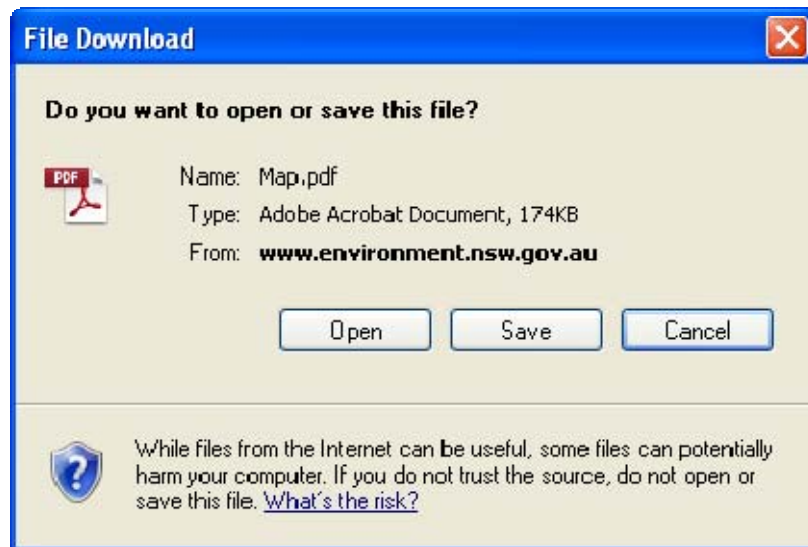 File Download
Do you want to open or save this file?
PDF
Name: Map.pdf
Type: Adobe Acrobat Document, 174KB
From: www.environment.nsw.gov.au
Open Save Cancel
While files from the Internet can be useful, some files can potentially
harm your computer. If you do not trust the source, do not open or
save this file. What's the risk?